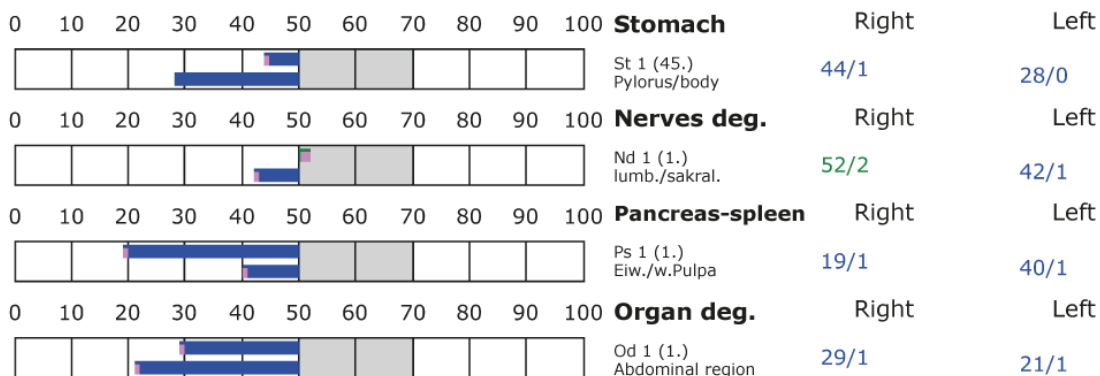 0 10 20 30 40 50 60 70 80 90 100 Stomach Right Left
St 1 (45.) 44/1 28/0
Pylorus/body
0 10 20 30 40 50 60 70 80 90 100 Nerves deg. Right Left
Nd 1 (1.) 52/2 42/1
lumb./sakral.
0 10 20 30 40 50 60 70 80 90 100 Pancreas-spleen Right Left
Ps 1 (1.) 19/1 40/1
Eiw./w.Pulpa
0 10 20 30 40 50 60 70 80 90 100 Organ deg. Right Left
Od 1 (1.) 29/1 21/1
Abdominal region